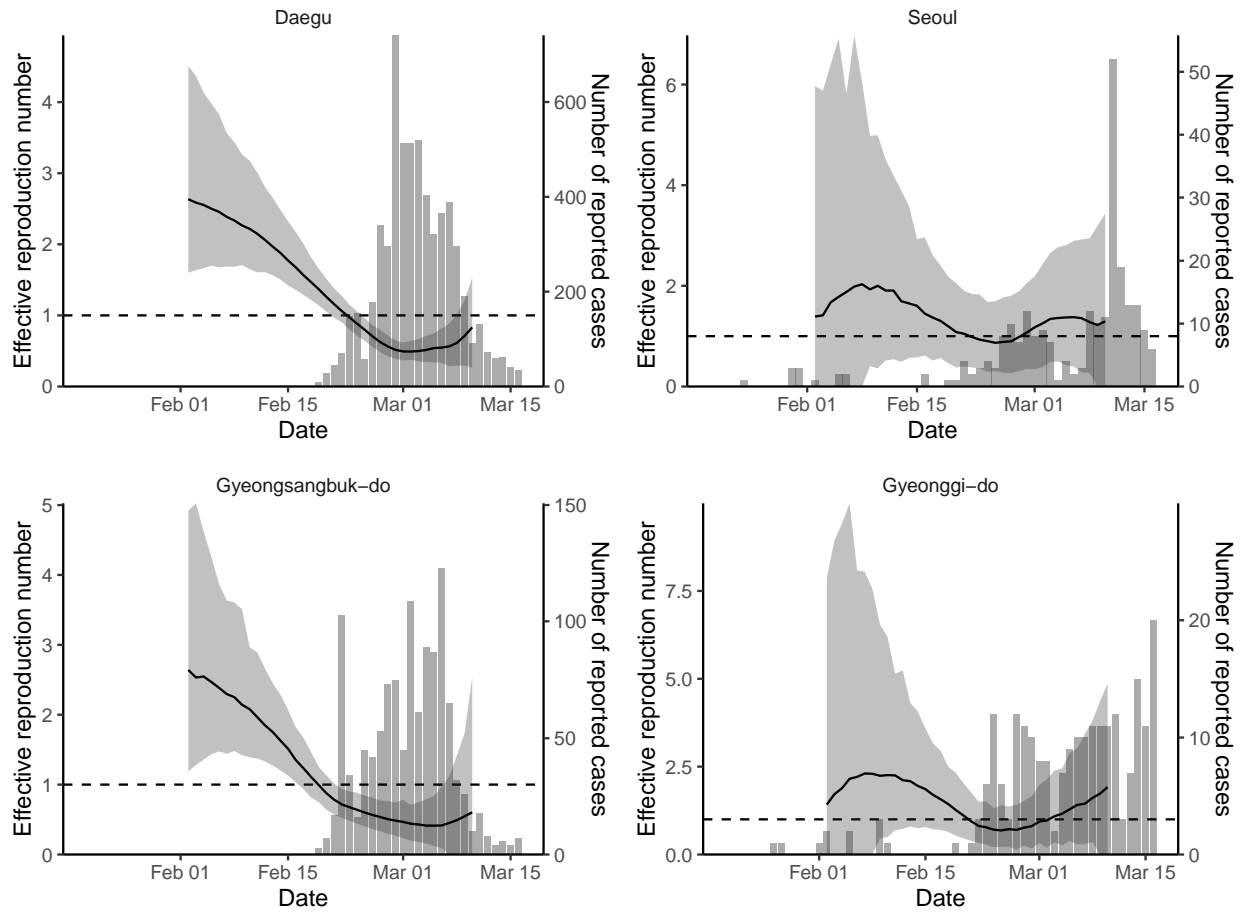 Daegu
Effective reproduction number
0
1
2
3
4
0
200
400
600
Number of reported cases
Feb 01
Feb 15
Mar 01
Mar 15
Date
Seoul
Effective reproduction number
0
2
4
6
0
10
20
30
40
50
Number of reported cases
Feb 01
Feb 15
Mar 01
Mar 15
Date
Gyeongsangbuk−do
Effective reproduction number
0
1
2
3
4
5
0
50
100
150
Number of reported cases
Feb 01
Feb 15
Mar 01
Mar 15
Date
Gyeonggi−do
Effective reproduction number
0.0
2.5
5.0
7.5
0
10
20
Number of reported cases
Feb 01
Feb 15
Mar 01
Mar 15
Date